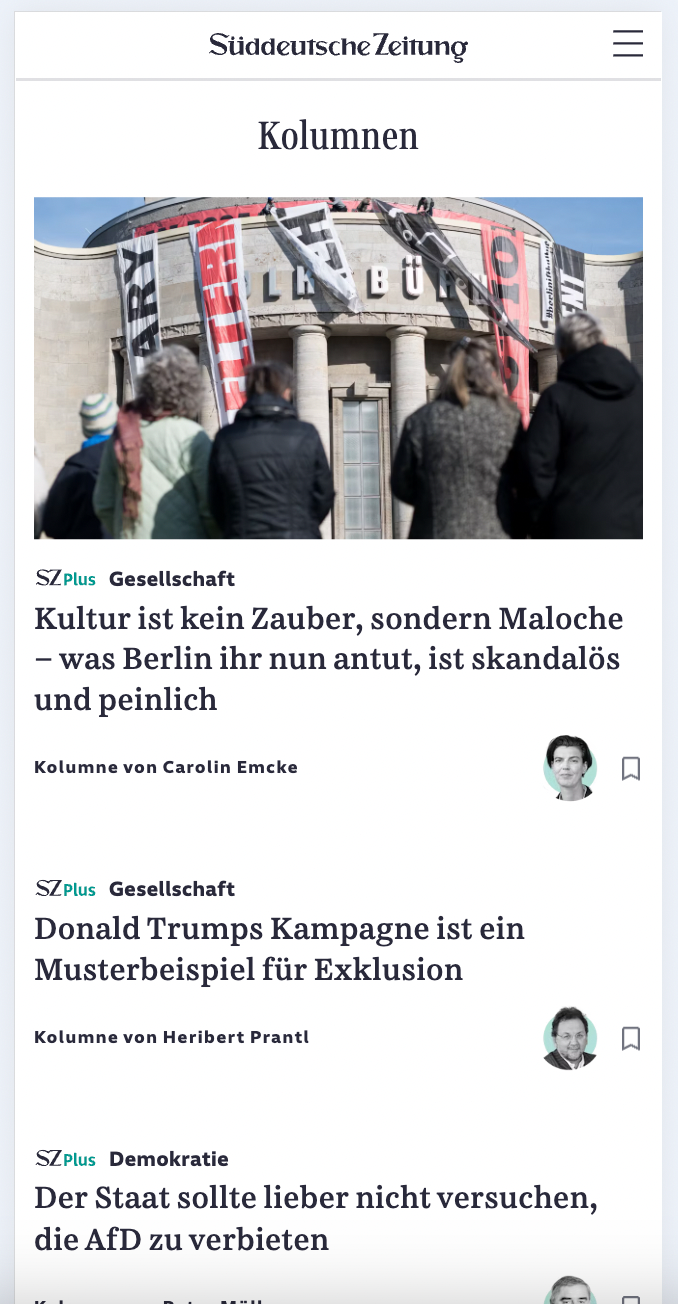 Süddeutsche Zeitung
Kolumnen
ARY
#berlinistkultur
ENT
SZ Plus Gesellschaft
Kultur ist kein Zauber, sondern Maloche
– was Berlin ihr nun antut, ist skandalös
und peinlich
Kolumne von Carolin Emcke
SZ Plus Gesellschaft
Donald Trumps Kampagne ist ein
Musterbeispiel für Exklusion
Kolumne von Heribert Prantl
SZ Plus Demokratie
Der Staat sollte lieber nicht versuchen,
die AfD zu verbieten